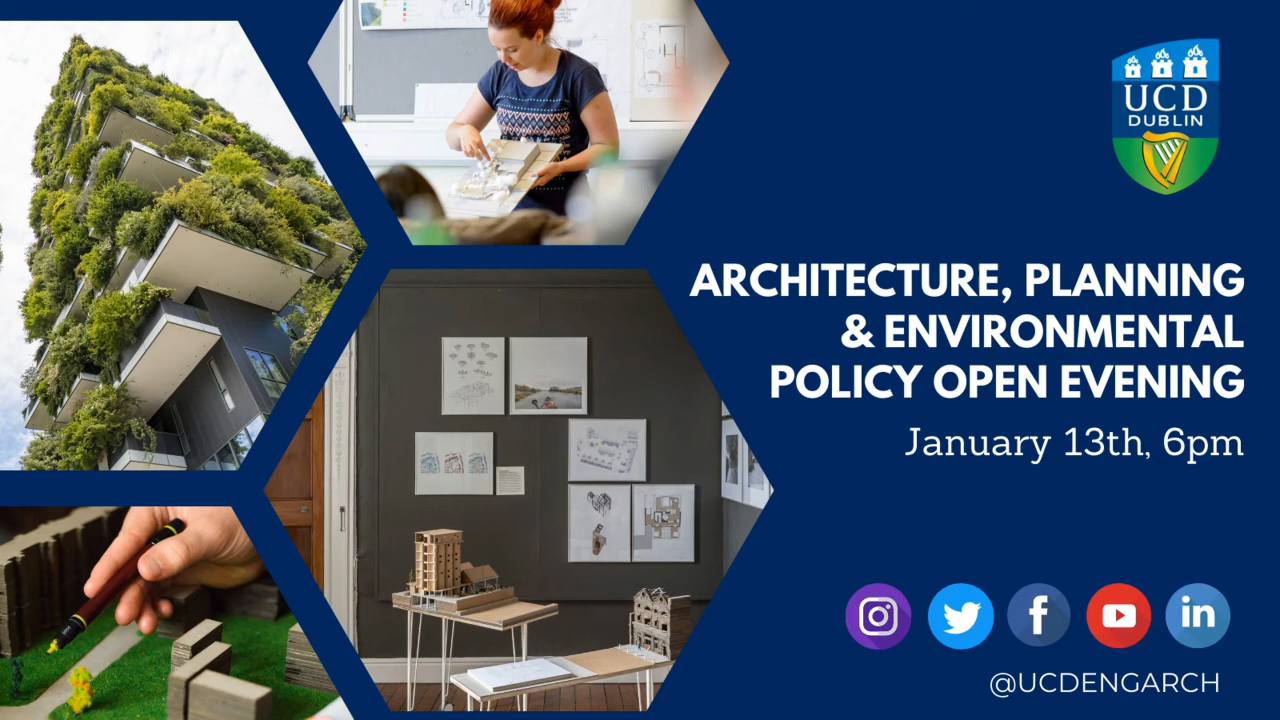 UCD
DUBLIN
ARCHITECTURE, PLANNING
& ENVIRONMENTAL
POLICY OPEN EVENING
January 13th, 6pm
@UCDENGARCH